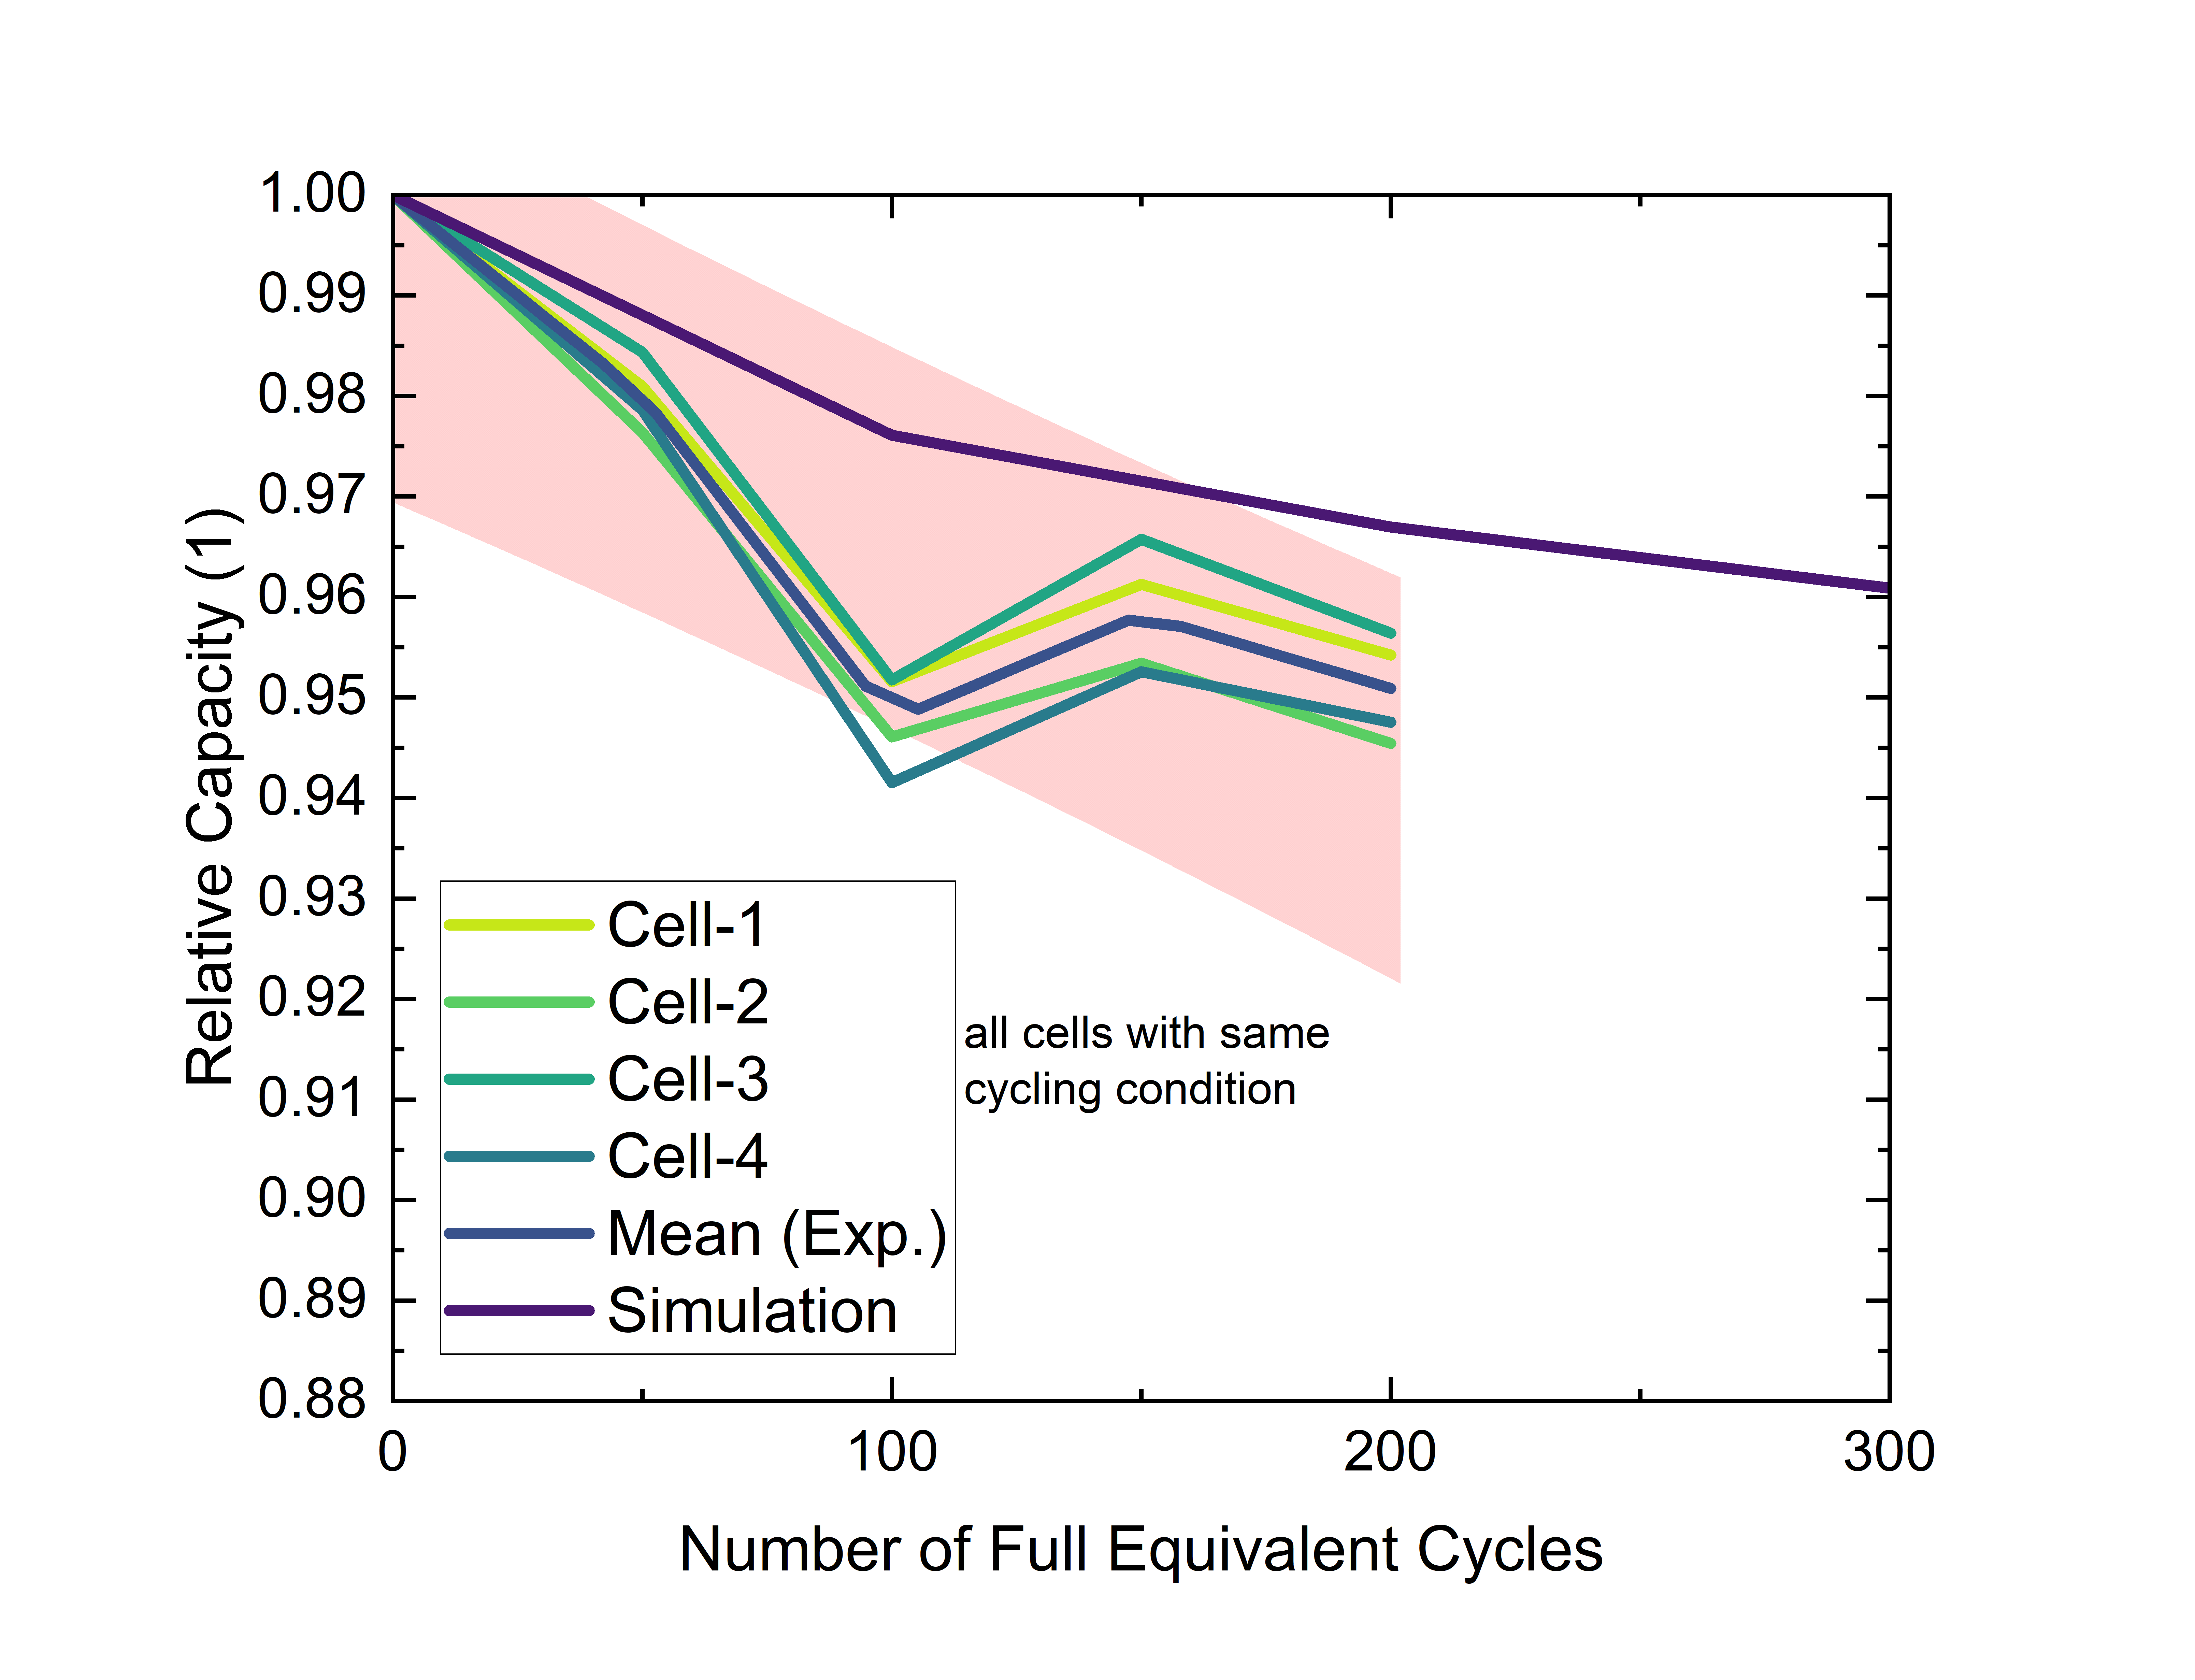 1.00
0.99
0.98
0.97
0.96
0.95
0.94
0.93
0.92
0.91
0.90
0.89
0.88
Relative Capacity (1)
Cell-1
Cell-2
Cell-3
Cell-4
Mean (Exp.)
Simulation
all cells with same
cycling condition
0 100 200 300
Number of Full Equivalent Cycles